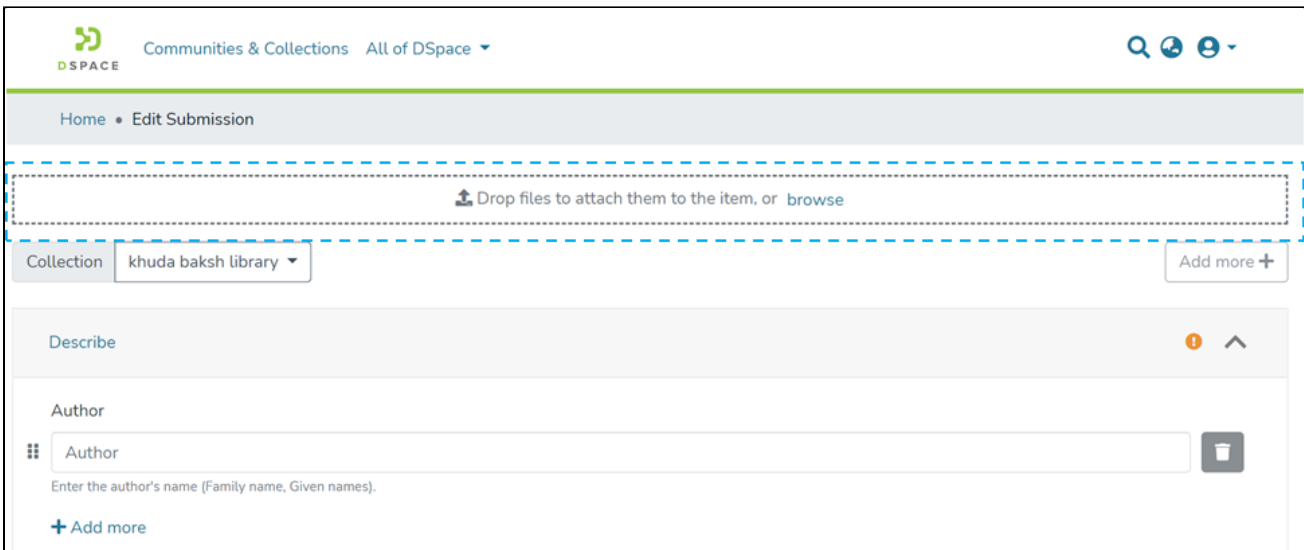 DSPACE
Communities & Collections All of DSpace
Home • Edit Submission
Drop files to attach them to the item, or browse
Collection khuda baksh library Add more +
Describe
Author
Author
Enter the author's name (Family name, Given names).
+ Add more